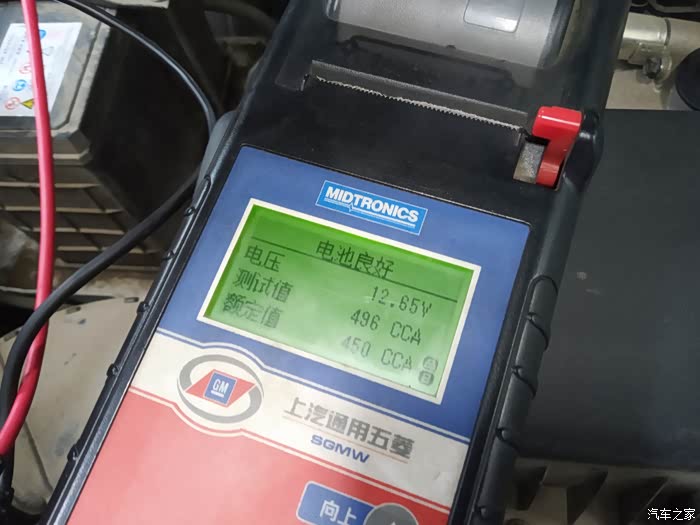 MIDTRONICS
电池良好
电压 12.65V
测试值 496 CCA
额定值 450 CCA
GM
上汽通用五菱
SGMW
向上
汽车之家